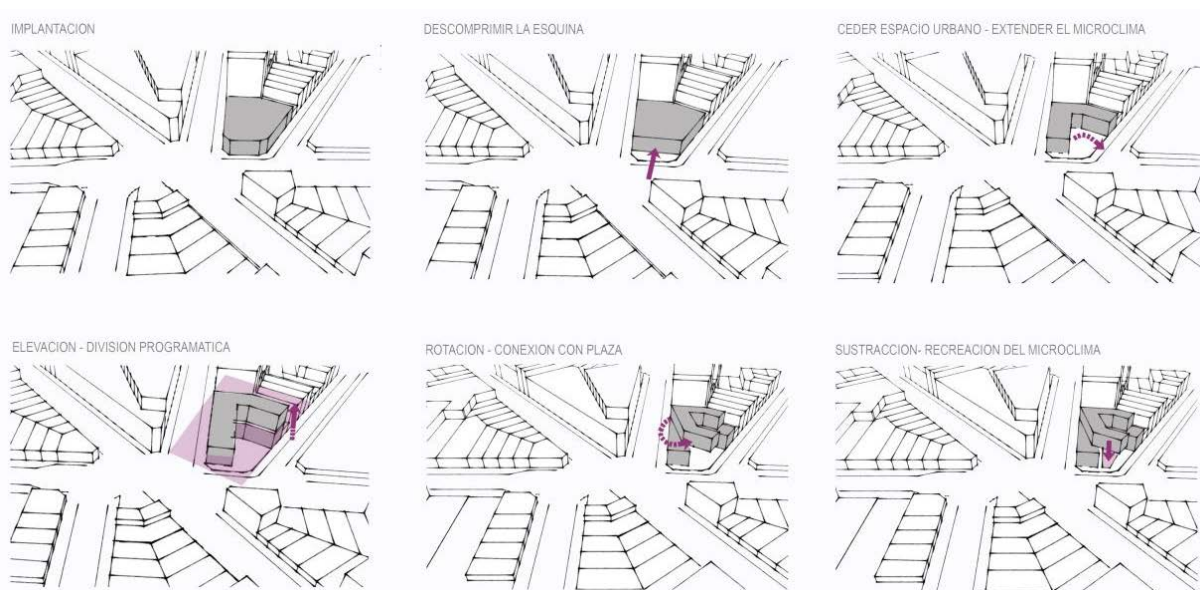 IMPLANTACION
DESCOMPRIMIR LA ESQUINA
CEDER ESPACIO URBANO - EXTENDER EL MICROCLIMA
ELEVACION - DIVISION PROGRAMATICA
ROTACION - CONEXION CON PLAZA
SUSTRACCION- RECREACION DEL MICROCLIMA